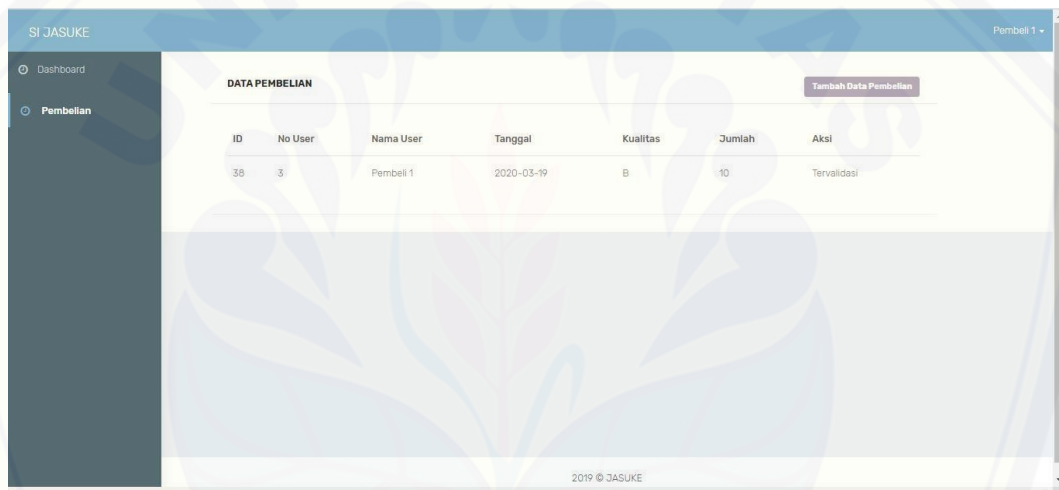 SI JASUKE
Pembeli 1
Dashboard
Pembelian
DATA PEMBELIAN
Tambah Data Pembelian
ID No User Nama User Tanggal Kualitas Jumlah Aksi
38 3 Pembeli 1 2020-03-19 B 10 Tervalidasi
2019 © JASUKE